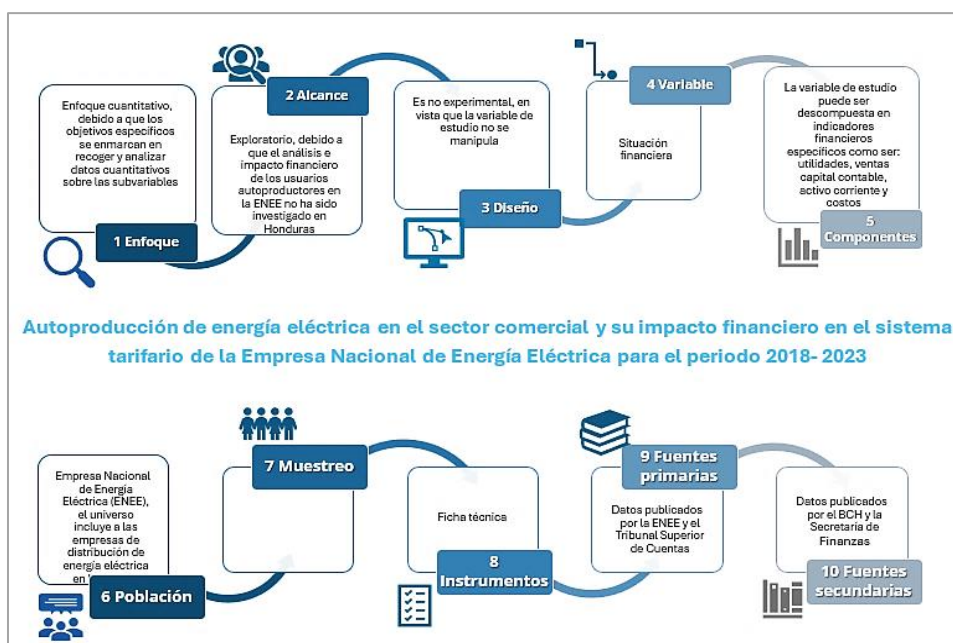 Enfoque cuantitativo,
debido a que los
objetivos específicos
se enmarcan en
recoger y analizar
datos cuantitativos
sobre las subvariables
1 Enfoque
2 Alcance
Exploratorio, debido a
que el análisis e
impacto financiero
de los usuarios
autoproductores en
la ENEE no ha sido
investigado en
Honduras
Es no experimental, en
vista que la variable de
estudio no se
manipula
3 Diseño
4 Variable
Situación
financiera
La variable de estudio
puede ser
descompuesta en
indicadores
financieros
específicos como ser:
utilidades, ventas
capital contable,
activo corriente y
costos
5
Componentes
Autoproducción de energía eléctrica en el sector comercial y su impacto financiero en el sistema
tarifario de la Empresa Nacional de Energía Eléctrica para el periodo 2018- 2023
Empresa Nacional
de Energía
Eléctrica (ENEE),
el universo
incluye a las
empresas de
distribución de
energía eléctrica
en
6 Población
7 Muestreo
Ficha técnica
8
Instrumentos
9 Fuentes
primarias
Datos publicados
por la ENEE y el
Tribunal Superior
de Cuentas
Datos publicados
por el BCH y la
Secretaría de
Finanzas
10 Fuentes
secundarias